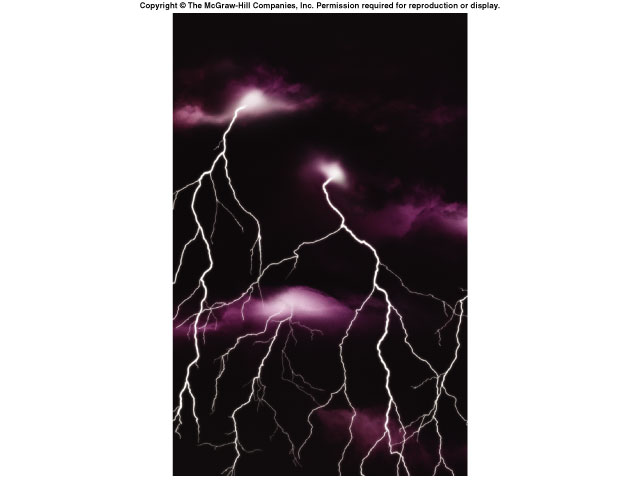 Copyright © The McGraw-Hill Companies, Inc. Permission required for reproduction or display.